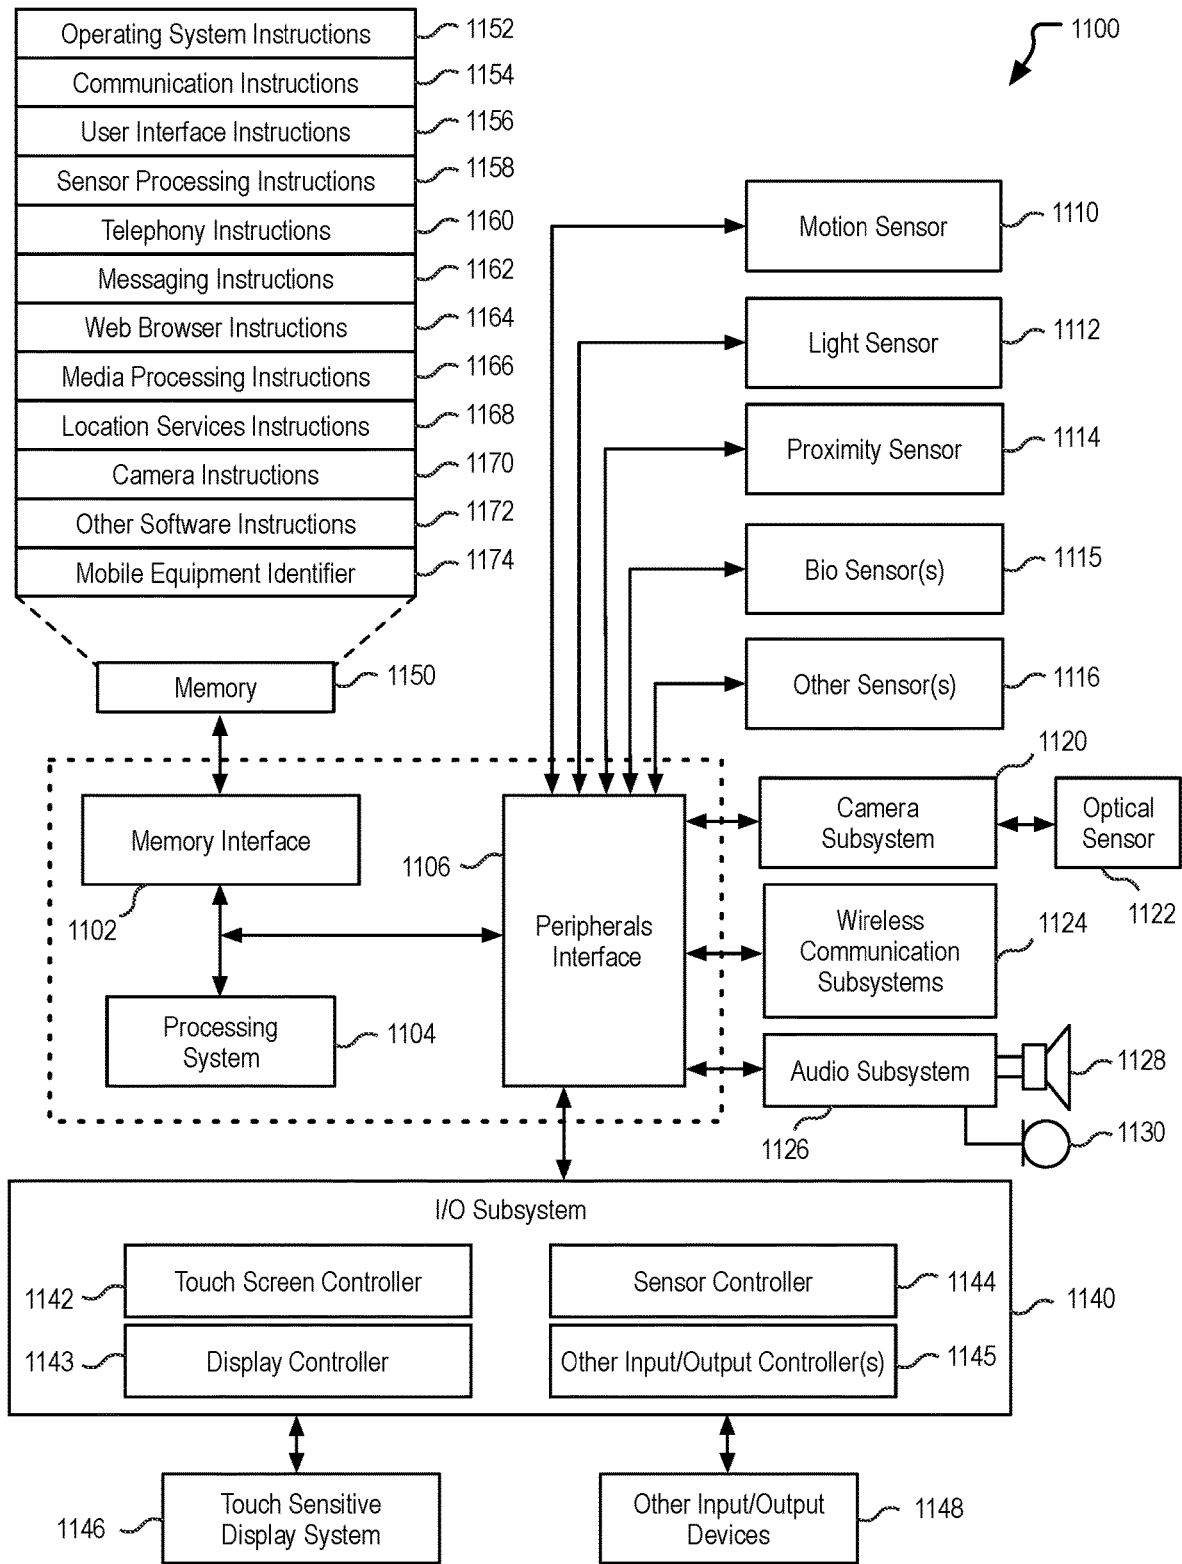 1100
Operating System Instructions 1152
Communication Instructions 1154
User Interface Instructions 1156
Sensor Processing Instructions 1158
Telephony Instructions 1160
Messaging Instructions 1162
Web Browser Instructions 1164
Media Processing Instructions 1166
Location Services Instructions 1168
Camera Instructions 1170
Other Software Instructions 1172
Mobile Equipment Identifier 1174
Memory 1150
Motion Sensor 1110
Light Sensor 1112
Proximity Sensor 1114
Bio Sensor(s) 1115
Other Sensor(s) 1116
Memory Interface
1102
Processing
System
1104
1106
Peripherals
Interface
1120
Camera
Subsystem
Optical
Sensor
1122
Wireless
Communication
Subsystems
1124
Audio Subsystem
1126
1128
1130
I/O Subsystem
1140
1142 Touch Screen Controller
1143 Display Controller
Sensor Controller 1144
Other Input/Output Controller(s) 1145
Touch Sensitive
Display System
1146
Other Input/Output
Devices
1148